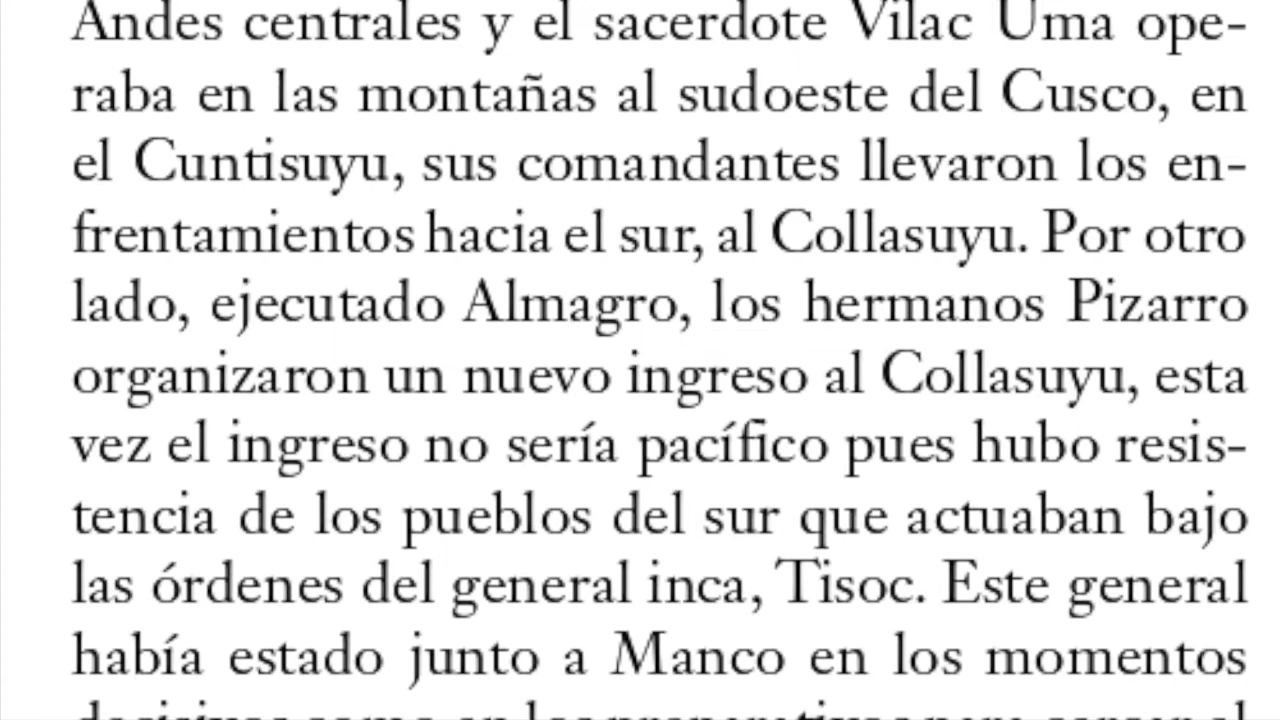 Andes centrales y el sacerdote Vilac Uma ope-
raba en las montañas al sudoeste del Cusco, en
el Cuntisuyu, sus comandantes llevaron los en-
frentamientos hacia el sur, al Collasuyu. Por otro
lado, ejecutado Almagro, los hermanos Pizarro
organizaron un nuevo ingreso al Collasuyu, esta
vez el ingreso no sería pacífico pues hubo resis-
tencia de los pueblos del sur que actuaban bajo
las órdenes del general inca, Tisoc. Este general
había estado junto a Manco en los momentos